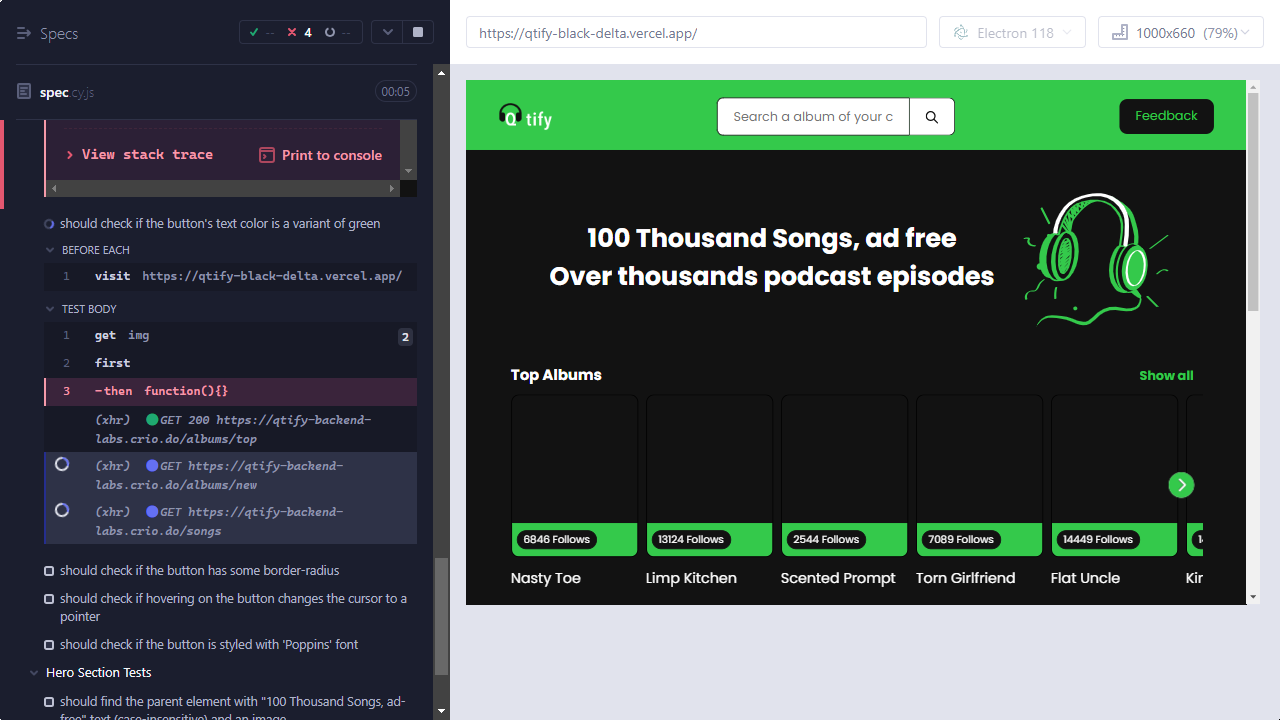 Specs
-- 4 --
spec.cy.js
00:05
View stack trace
Print to console
should check if the button's text color is a variant of green
BEFORE EACH
1 visit https://qtify-black-delta.vercel.app/
TEST BODY
1 get img 2
2 first
3 -then function(){}
(xhr) GET 200 https://qtify-backend-
labs.crio.do/albums/top
(xhr) GET https://qtify-backend-
labs.crio.do/albums/new
(xhr) GET https://qtify-backend-
labs.crio.do/songs
should check if the button has some border-radius
should check if hovering on the button changes the cursor to a
pointer
should check if the button is styled with 'Poppins' font
Hero Section Tests
should find the parent element with "100 Thousand Songs, ad-
free" text (case-insensitive) and an image
https://qtify-black-delta.vercel.app/
Electron 118
1000x660 (79%)
Qtify
Search a album of your c
Feedback
100 Thousand Songs, ad free
Over thousands podcast episodes
Top Albums
Show all
6846 Follows
13124 Follows
2544 Follows
7089 Follows
14449 Follows
Nasty Toe
Limp Kitchen
Scented Prompt
Torn Girlfriend
Flat Uncle